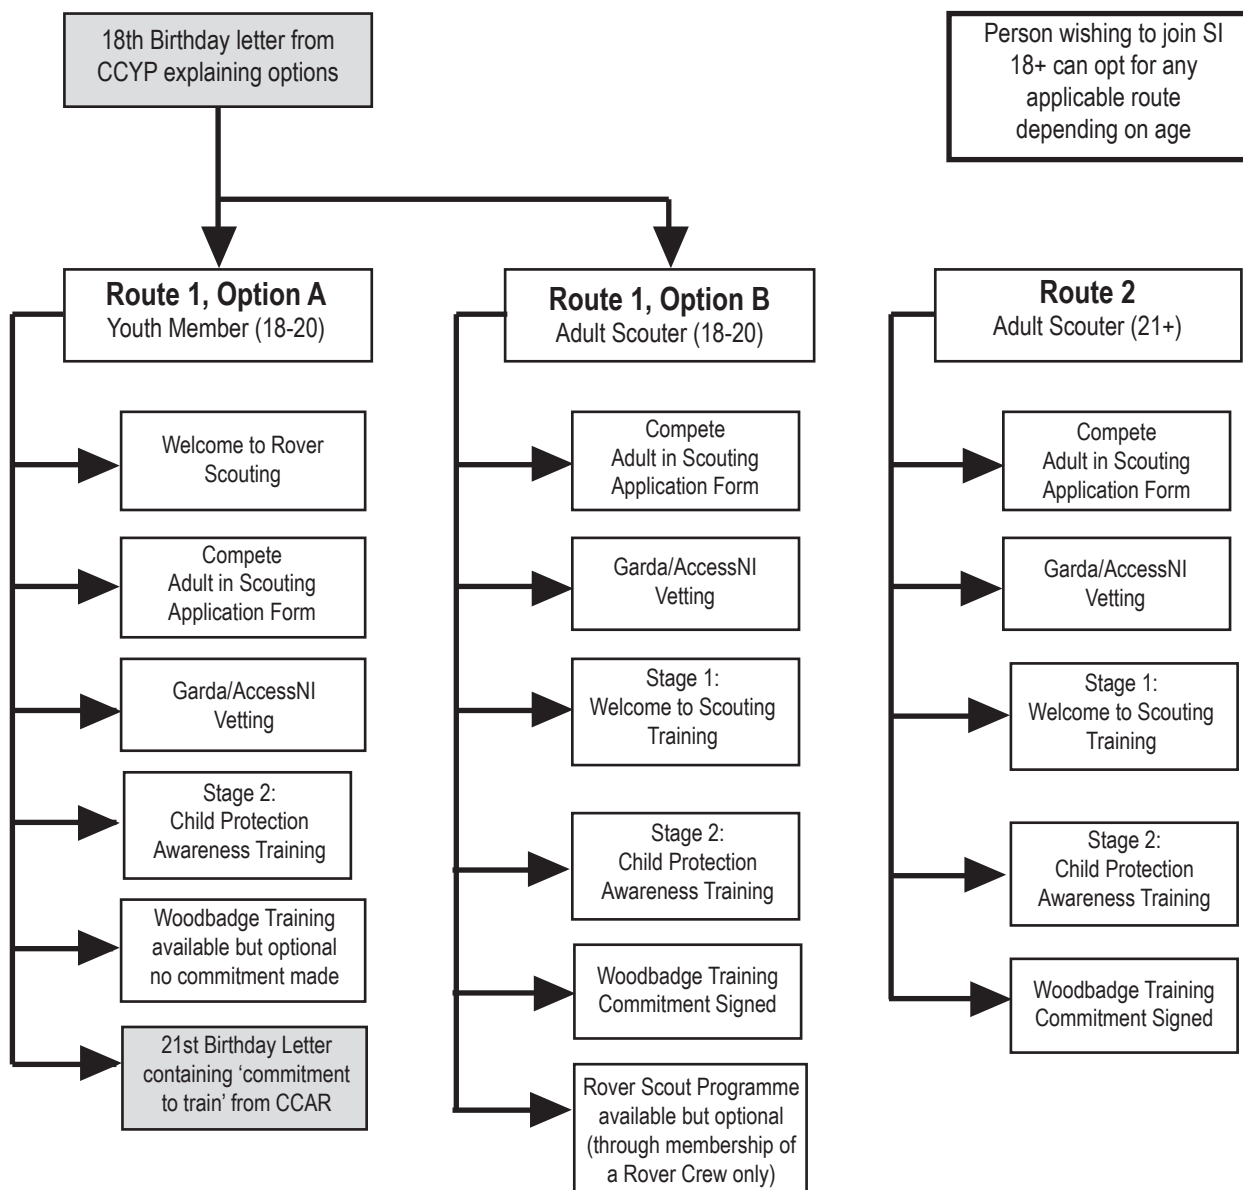 18th Birthday letter from
CCYP explaining options
Person wishing to join SI
18+ can opt for any
applicable route
depending on age
Route 1, Option A
Youth Member (18-20)
Welcome to Rover
Scouting
Compete
Adult in Scouting
Application Form
Garda/AccessNI
Vetting
Stage 2:
Child Protection
Awareness Training
Woodbadge Training
available but optional
no commitment made
21st Birthday Letter
containing ‘commitment
to train’ from CCAR
Route 1, Option B
Adult Scouter (18-20)
Compete
Adult in Scouting
Application Form
Garda/AccessNI
Vetting
Stage 1:
Welcome to Scouting
Training
Stage 2:
Child Protection
Awareness Training
Woodbadge Training
Commitment Signed
Rover Scout Programme
available but optional
(through membership of
a Rover Crew only)
Route 2
Adult Scouter (21+)
Compete
Adult in Scouting
Application Form
Garda/AccessNI
Vetting
Stage 1:
Welcome to Scouting
Training
Stage 2:
Child Protection
Awareness Training
Woodbadge Training
Commitment Signed